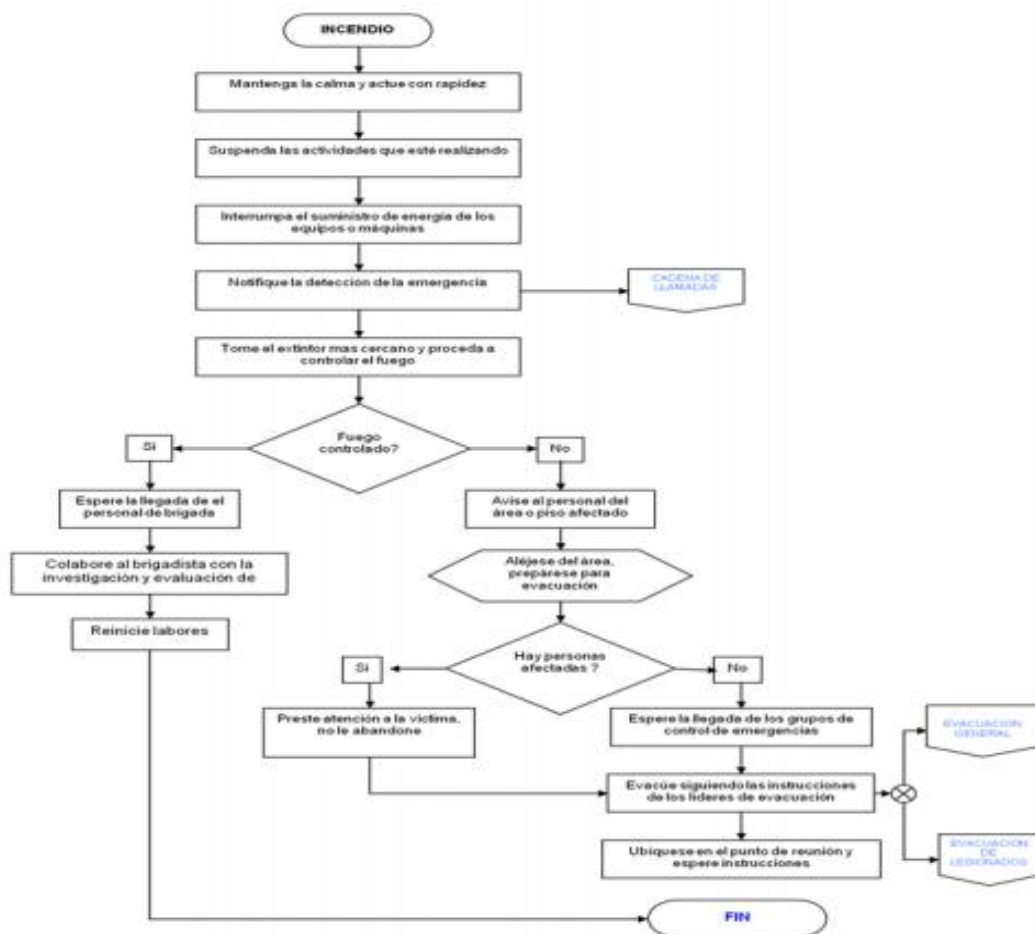 INCENDIO
Mantenga la calma y actue con rapidez
Suspenda las actividades que esté realizando
Interrumpa el suministro de energía de los
equipos o máquinas
Notifique la detección de la emergencia
CADENA DE
LLAMADAS
Tome el extintor mas cercano y proceda a
controlar el fuego
Fuego
controlado?
Si
No
Espere la llegada de el
personal de brigada
Avise al personal del
área o piso afectado
Colabore al brigadista con la
investigación y evaluación de
Aléjese del área,
prepárese para
evacuación
Reinicie labores
Hay personas
afectadas ?
Si
No
Preste atención a la víctima,
no le abandone
Espere la llegada de los grupos de
control de emergencias
EVACUACION
GENERAL
Evacúe siguiendo las instrucciones
de los líderes de evacuación
Ubíquese en el punto de reunión y
espere instrucciones
EVACUACION
DE
LESIONADOS
FIN